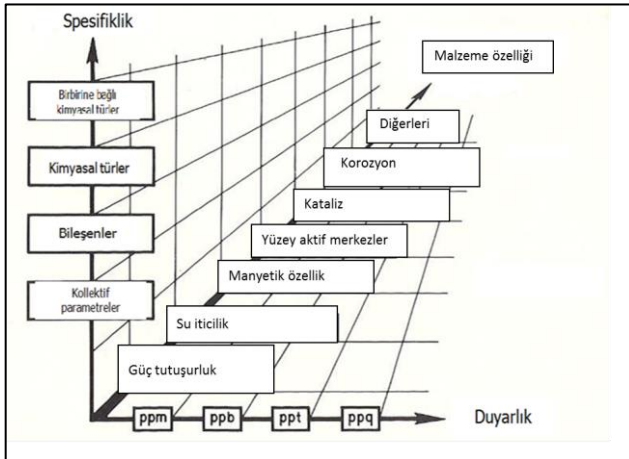 Spesifiklik
Malzeme özelliği
Birbirine bağlı
kimyasal türler
Diğerleri
Korozyon
Kimyasal türler
Kataliz
Bileşenler
Yüzey aktif merkezler
Manyetik özellik
Kollektif
parametreler
Su iticilik
Güç tutuşurluk
ppm
ppb
ppt
ppq
Duyarlık